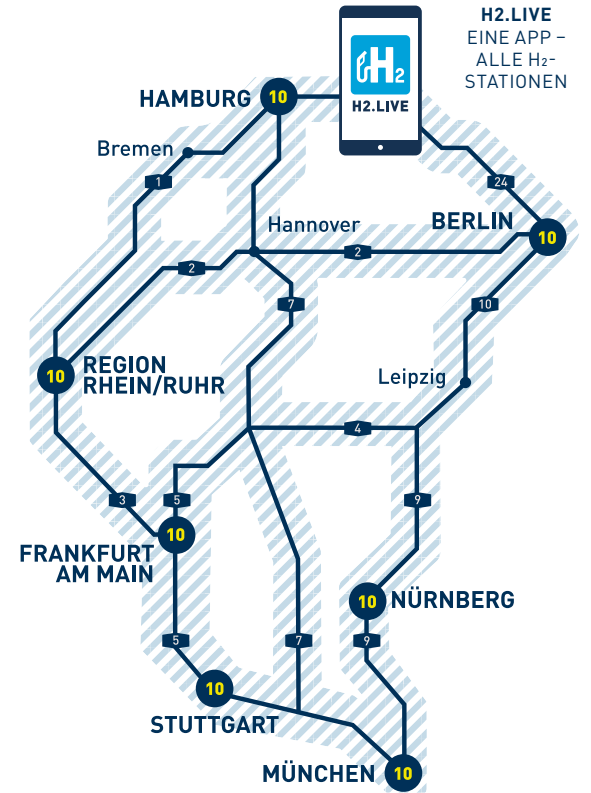 H2.LIVE
EINE APP –
ALLE H₂-
STATIONEN
H₂
H2.LIVE
HAMBURG
10
Bremen
1
24
BERLIN
10
Hannover
2
2
7
10
REGION
RHEIN/RUHR
10
Leipzig
4
3
5
9
FRANKFURT
AM MAIN
10
10
NÜRNBERG
5
7
9
10
STUTTGART
MÜNCHEN
10